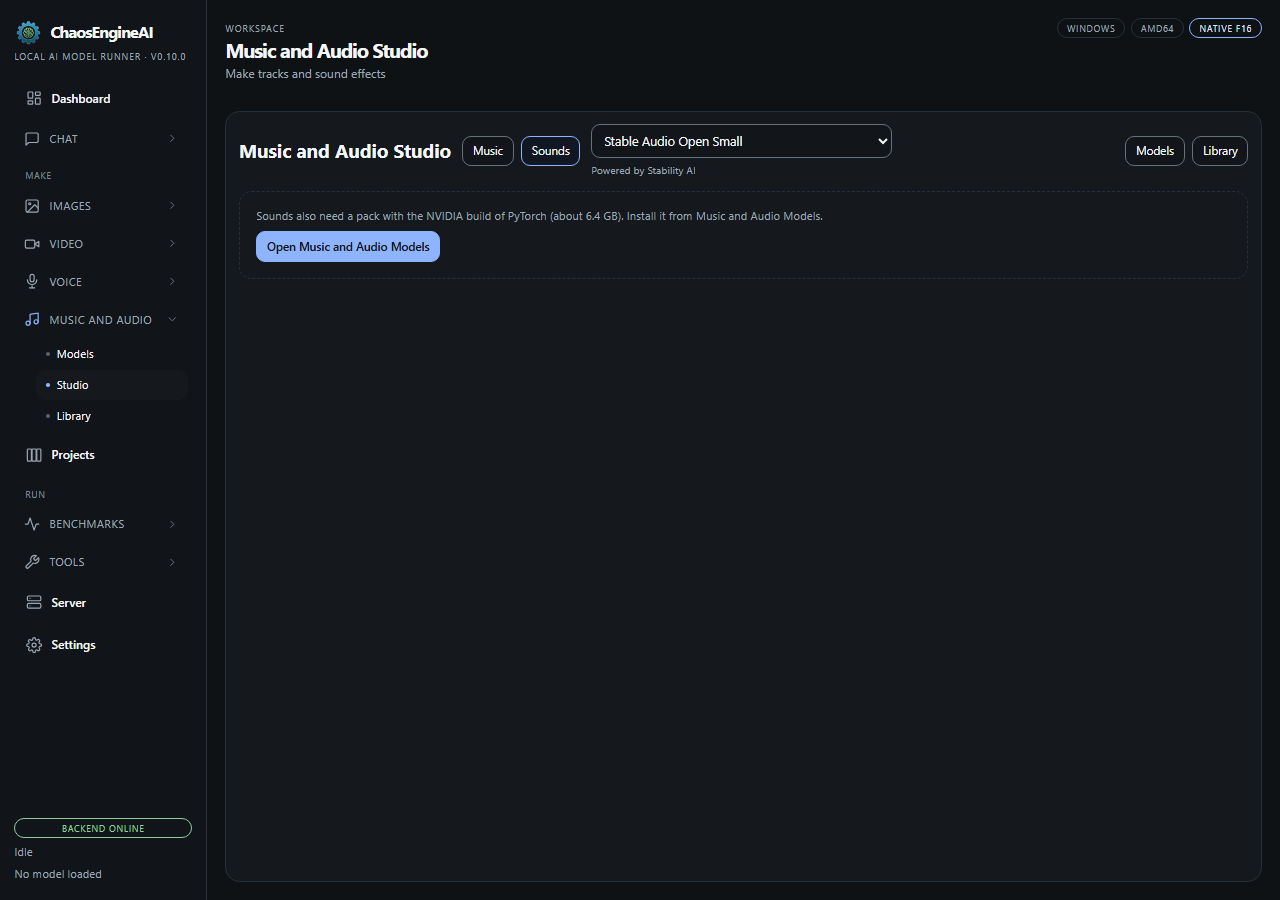 ChaosEngineAI
LOCAL AI MODEL RUNNER · V0.10.0
Dashboard
CHAT
MAKE
IMAGES
VIDEO
VOICE
MUSIC AND AUDIO
Models
Studio
Library
Projects
RUN
BENCHMARKS
TOOLS
Server
Settings
BACKEND ONLINE
Idle
No model loaded
WORKSPACE
Music and Audio Studio
Make tracks and sound effects
WINDOWS
AMD64
NATIVE F16
Music and Audio Studio
Music
Sounds
Stable Audio Open Small
Powered by Stability AI
Models
Library
Sounds also need a pack with the NVIDIA build of PyTorch (about 6.4 GB). Install it from Music and Audio Models.
Open Music and Audio Models